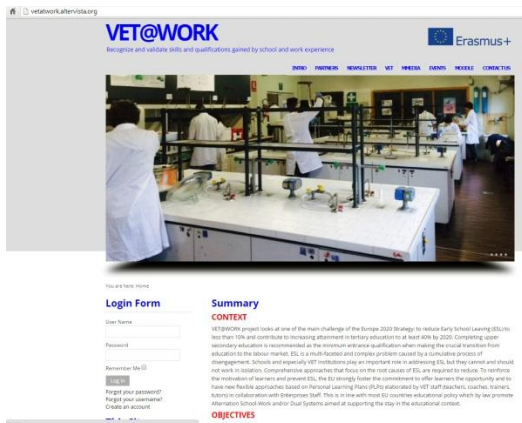 vetatwork.altervista.org
VET@WORK
Recognize and validate skills and qualifications gained by school and work experience
Erasmus+
INTRO PARTNERS NEWSLETTER VET MMEDIA EVENTS MOODLE CONTACTUS
You are here: Home
Login Form
User Name
Password
Remember Me
Log in
Forgot your password?
Forgot your username?
Create an account
Summary
CONTEXT
VET@WORK project looks at one of the main challenge of the Europe 2020 Strategy: to reduce Early School Leaving (ESL) to
less than 10% and contribute to increasing attainment in tertiary education to at least 40% by 2020. Completing upper
secondary education is recommended as the minimum entrance qualification when making the crucial transition from
education to the labour market. ESL is a multi-faceted and complex problem caused by a cumulative process of
disengagement. Schools and especially VET institutions play an important role in addressing ESL but they cannot and should
not work in isolation. Comprehensive approaches that focus on the root causes of ESL are required to reduce. To reinforce
the motivation of learners and prevent ESL, the EU strongly foster the commitment to offer learners the opportunity to and
have new flexible approaches based on Personal Learning Plans (PLPs) elaborated by VET staff (teachers, coaches, trainers,
tutors) in collaboration with Enterprises Staff. This is in line with most EU countries educational policy which by law promote
Alternation School-Work and/or Dual Systems aimed at supporting the stay in the educational context.
OBJECTIVES